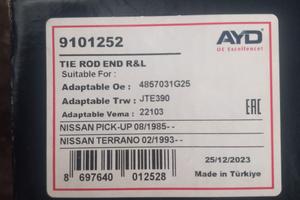 9101252
AYD
OE Excellence!
TIE ROD END R&L
Suitable For :
Adaptable Oe : 4857031G25
Adaptable Trw : JTE390
Adaptable Vema : 22103
EAC
NISSAN PICK-UP 08/1985- -
NISSAN TERRANO 02/1993- -
25/12/2023
8 697640 012528
Made in Türkiye